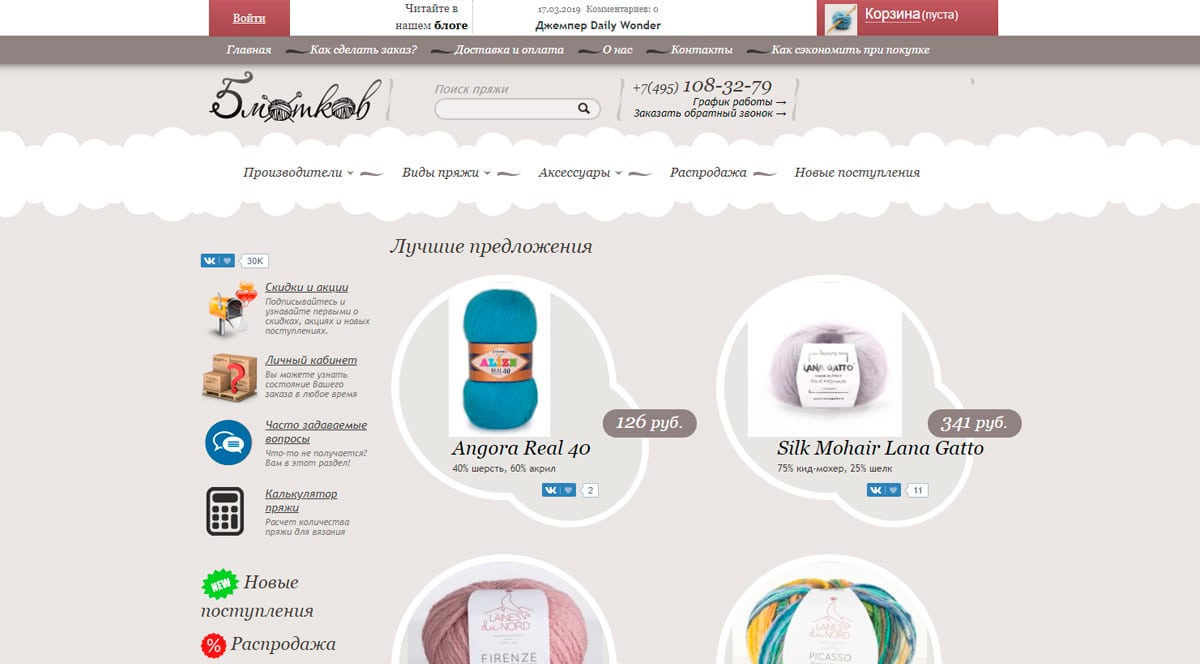 Войти
Читайте в
нашем блоге
17.03.2019 Комментариев: 0
Джемпер Daily Wonder
Корзина(пуста)
Главная Как сделать заказ? Доставка и оплата О нас Контакты Как сэкономить при покупке
Бмотков
Поиск пряжи
+7(495) 108-32-79
График работы →
Заказать обратный звонок →
Производители Виды пряжи Аксессуары Распродажа Новые поступления
30K
Скидки и акции
Подписывайтесь и
узнавайте первыми о
скидках, акциях и новых
поступлениях.
Личный кабинет
Вы можете узнать
состояние Вашего
заказа в любое время
Часто задаваемые
вопросы
Что-то не получается?
Вам в этот раздел!
Калькулятор
пряжи
Расчет количества
пряжи для вязания
NEW Новые
поступления
% Распродажа
Лучшие предложения
ALIZE
REAL 40
126 руб.
Angora Real 40
40% шерсть, 60% акрил
2
LANA GATTO
SILK MOHAIR
341 руб.
Silk Mohair Lana Gatto
75% кид-мохер, 25% шелк
11
LAINES
du NORD
FIRENZE
LAINES
du NORD
PICASSO